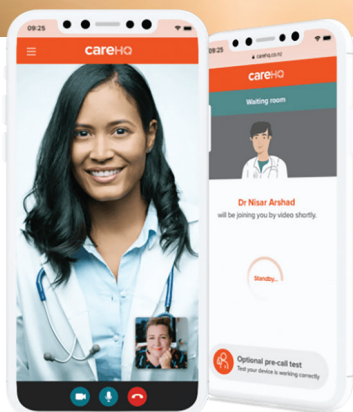 09:25
careHQ
09:25
carehq.co.nz
careHQ
Waiting room
Dr Nisar Arshad
will be joining you by video shortly.
Standby...
Optional pre-call test
Test your device is working correctly